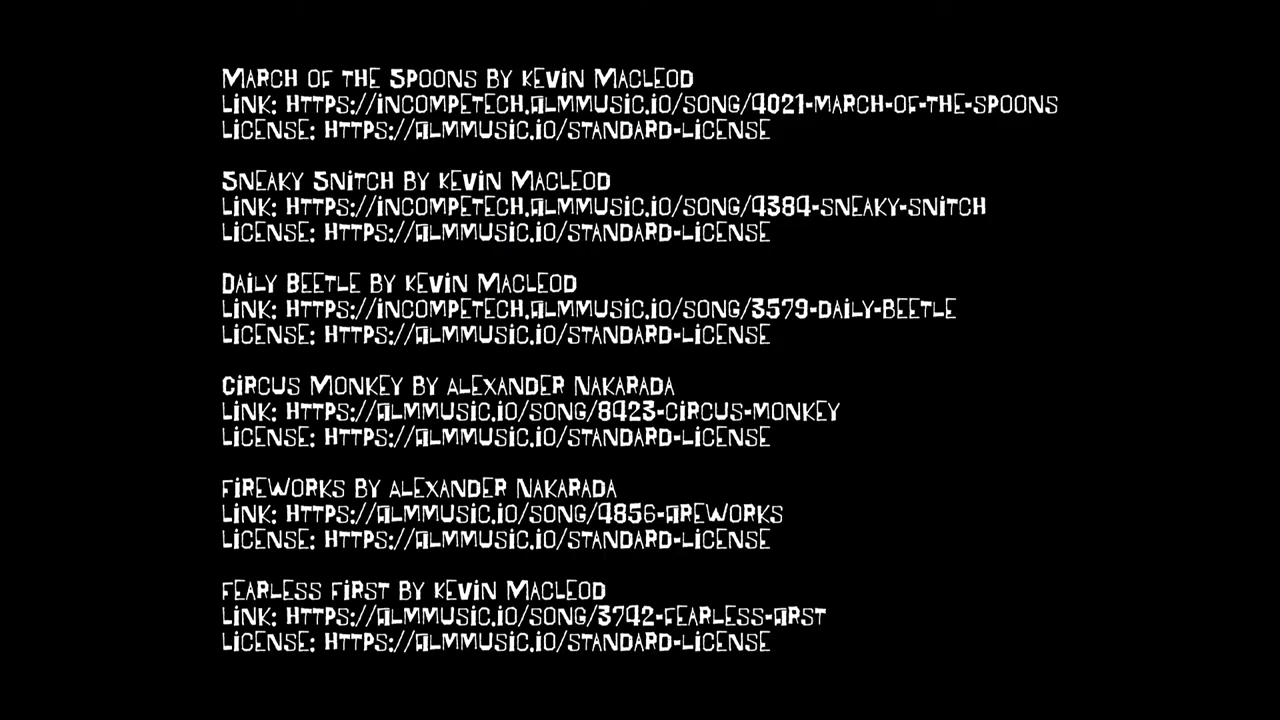 March of the Spoons by Kevin MacLeod
Link: https://incompetech.filmmusic.io/song/4021-march-of-the-spoons
License: https://filmmusic.io/standard-license
Sneaky Snitch by Kevin MacLeod
Link: https://incompetech.filmmusic.io/song/4384-sneaky-snitch
License: https://filmmusic.io/standard-license
Daily Beetle by Kevin MacLeod
Link: https://incompetech.filmmusic.io/song/3579-daily-beetle
License: https://filmmusic.io/standard-license
Circus Monkey by Alexander Nakarada
Link: https://filmmusic.io/song/8423-circus-monkey
License: https://filmmusic.io/standard-license
Fireworks by Alexander Nakarada
Link: https://filmmusic.io/song/4856-fireworks
License: https://filmmusic.io/standard-license
Fearless First by Kevin MacLeod
Link: https://filmmusic.io/song/3742-fearless-first
License: https://filmmusic.io/standard-license